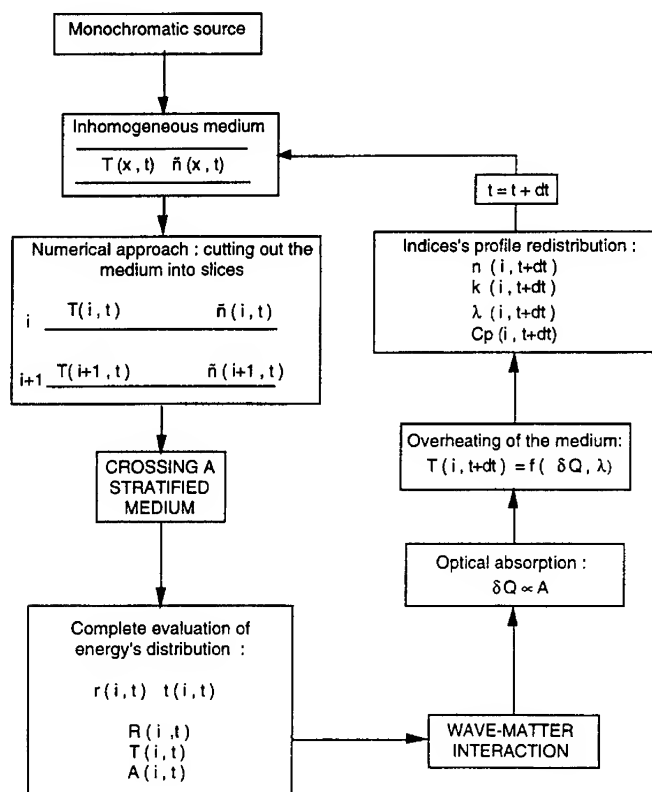 Monochromatic source
Inhomogeneous medium
T(x,t) ñ(x,t)
Numerical approach : cutting out the
medium into slices
i T(i,t) ñ(i,t)
i+1 T(i+1,t) ñ(i+1,t)
CROSSING A
STRATIFIED
MEDIUM
Complete evaluation of
energy's distribution :
r(i,t) t(i,t)
R(i,t)
T(i,t)
A(i,t)
WAVE-MATTER
INTERACTION
Optical absorption :
δQ ∝ A
Overheating of the medium:
T(i,t+dt) = f( δQ, λ)
Indices's profile redistribution :
n (i,t+dt)
k (i,t+dt)
λ (i,t+dt)
Cp(i,t+dt)
t = t + dt